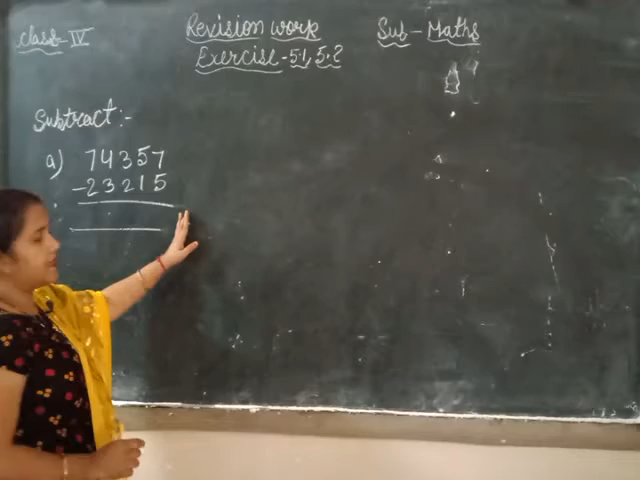 Class-IV
Revision work
Sub-Maths
Exercise-5.1, 5.2
Subtract:-
a) 74357
-23215